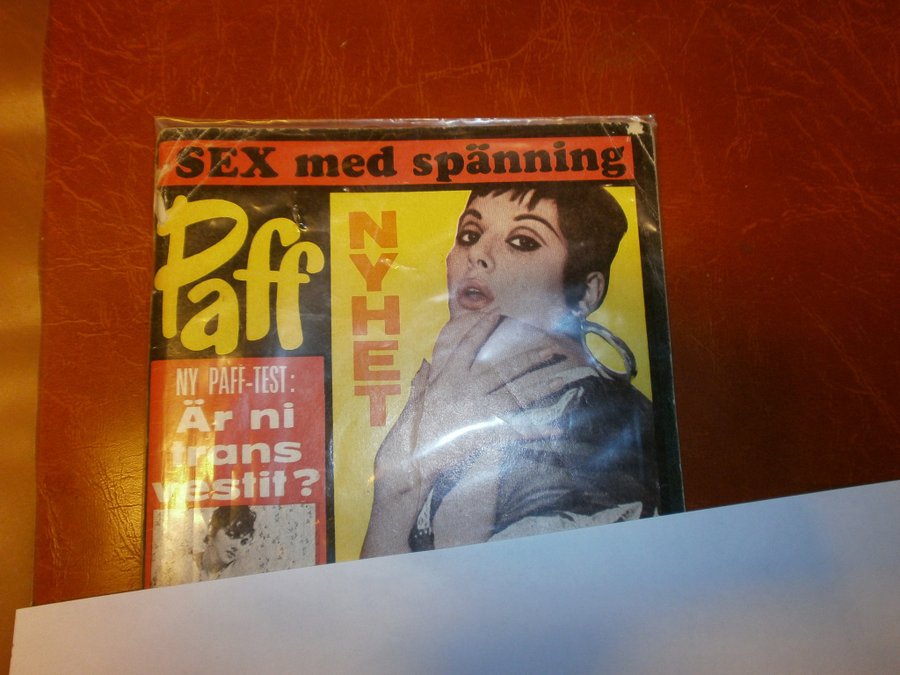 SEX med spänning
Paff
NYHET
NY PAFF-TEST:
Är ni
trans
vestit?